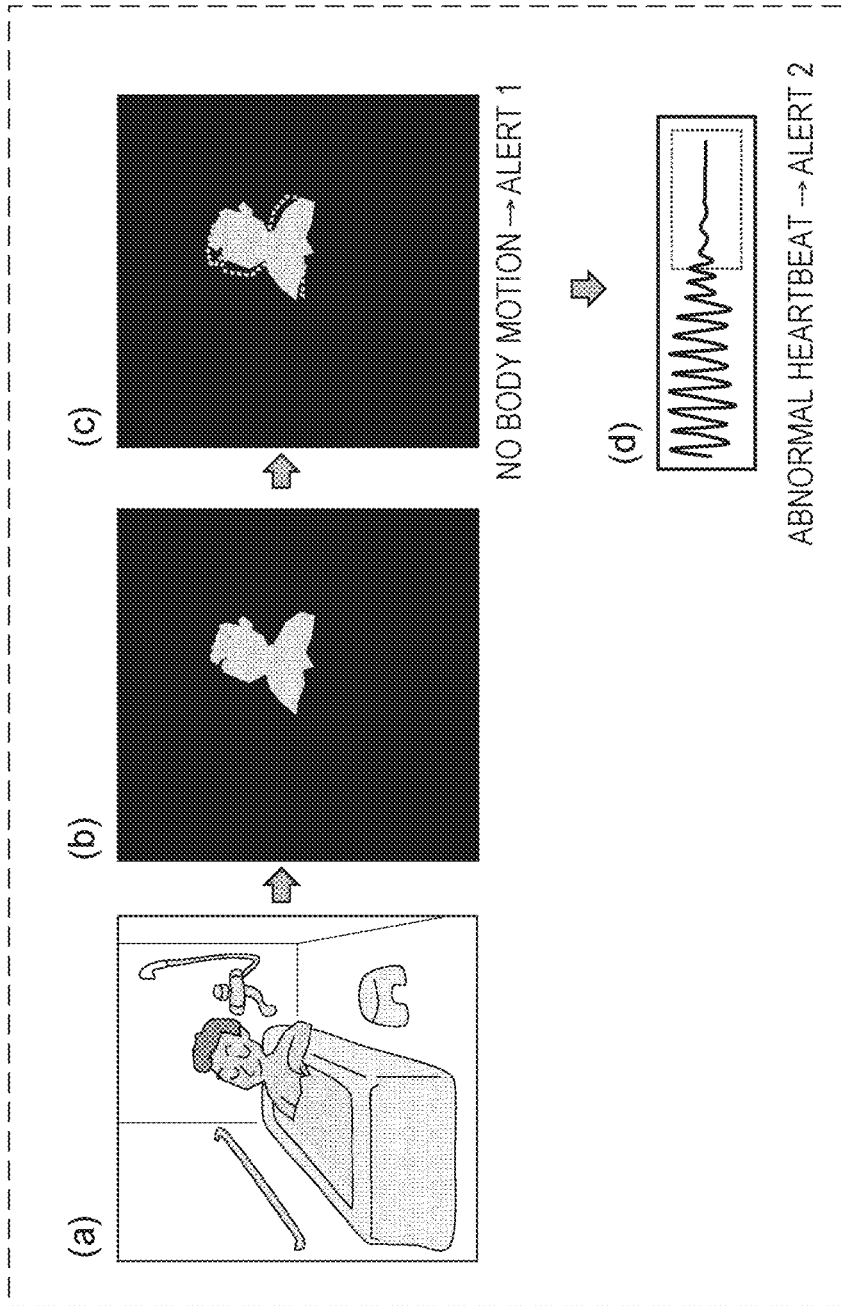 (a)
(b)
(c)
NO BODY MOTION → ALERT 1
(d)
ABNORMAL HEARTBEAT → ALERT 2